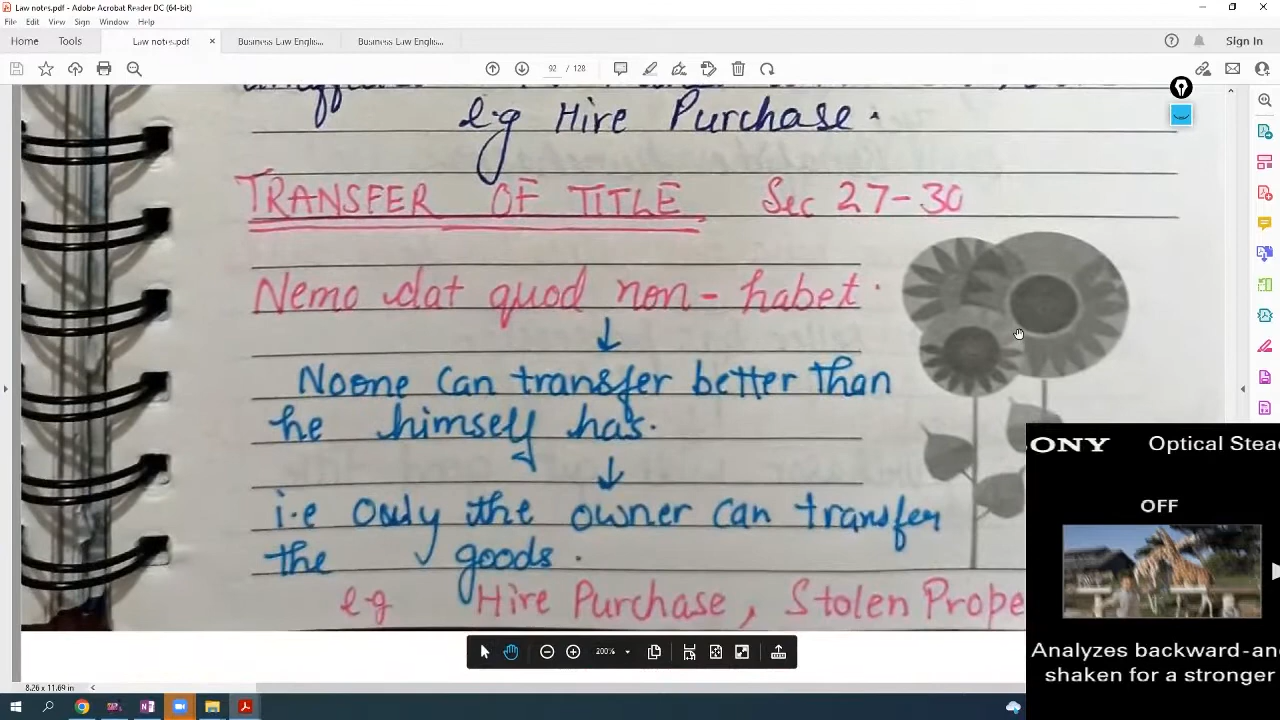 Law notes.pdf - Adobe Acrobat Reader DC (64-bit)
File Edit View Sign Window Help
Home Tools Law notes.pdf × Business Law Englis... Business Law Englis... Sign In
92 / 128
e.g Hire Purchase.
TRANSFER OF TITLE Sec 27-30
Nemo dat quod non-habet.
↓
Noone can transfer better than
he himself has.
↓
i.e Only the owner can transfer
the goods.
e.g Hire Purchase, Stolen Prope
ONY Optical Stea
OFF
Analyzes backward-an
shaken for a stronger
200%
8.26 x 11.69 in